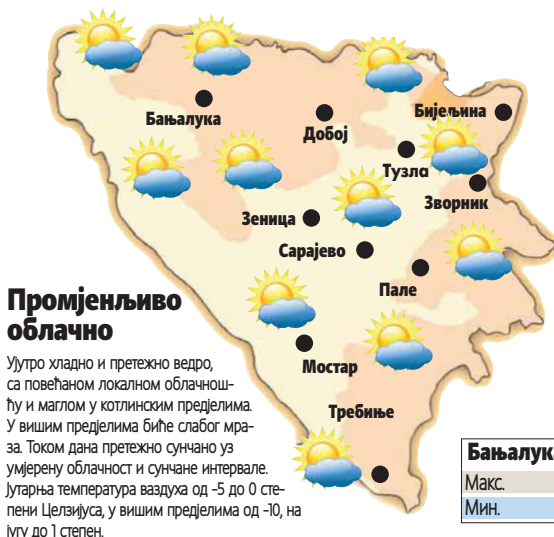 Бањалука
Добој
Бијељина
Тузла
Зворник
Зеница
Сарајево
Пале
Мостар
Требиње
Промјенљиво
облачно
Ујутро хладно и претежно ведро,
са повећаном локалном облачнош-
ћу и маглом у котлинским предјелима.
У вишим предјелима биће слабог мра-
за. Током дана претежно сунчано уз
умјерену облачност и сунчане интервале.
Јутарња температура ваздуха од -5 до 0 сте-
пени Целзијуса, у вишим предјелима од -10, на
југу до 1 степен.
Бањалука
Макс.
Мин.